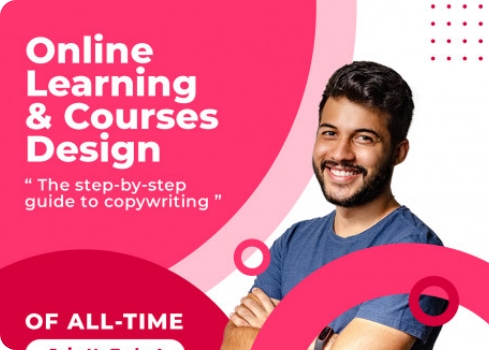 Online
Learning
& Courses
Design
“ The step-by-step
guide to copywriting ”
OF ALL-TIME